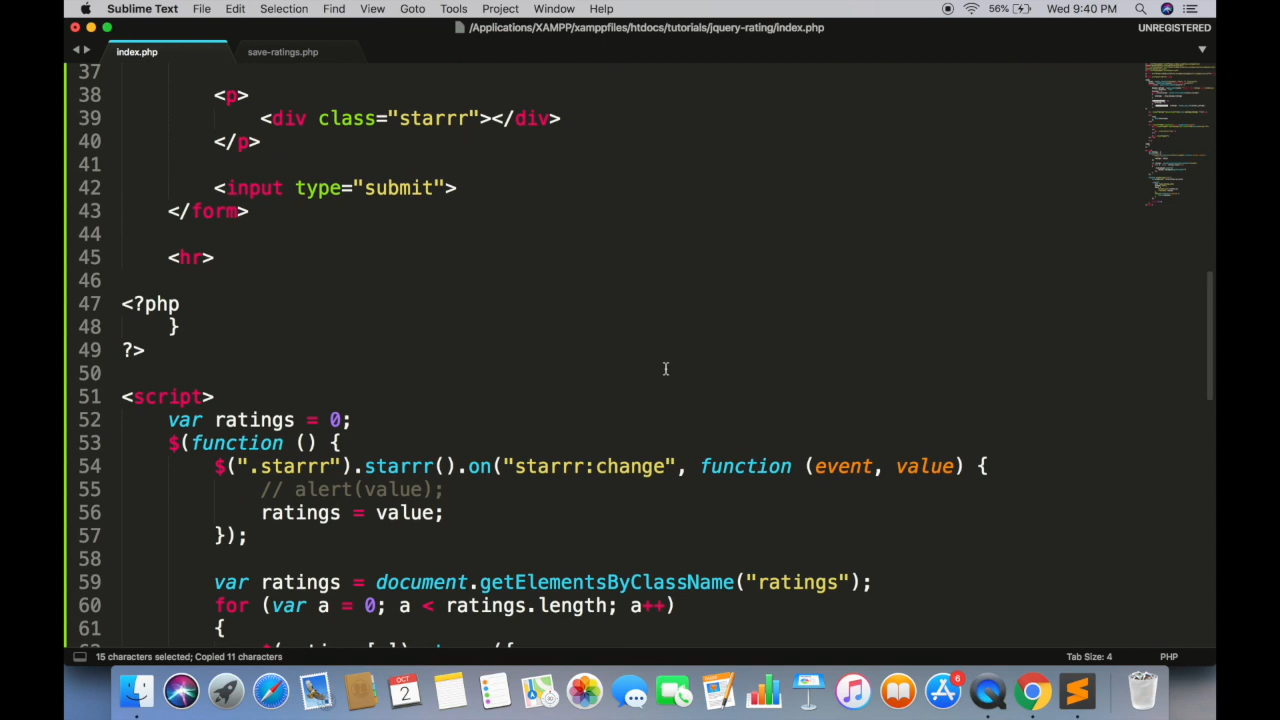 Sublime Text File Edit Selection Find View Goto Tools Project Window Help 56% Wed 9:40 PM
/Applications/XAMPP/xamppfiles/htdocs/tutorials/jquery-rating/index.php UNREGISTERED
index.php save-ratings.php
37
38 <p>
39 <div class="starrr"></div>
40 </p>
41
42 <input type="submit">
43 </form>
44
45 <hr>
46
47 <?php
48 }
49 ?>
50
51 <script>
52 var ratings = 0;
53 $(function () {
54 $(".starrr").starrr().on("starrr:change", function (event, value) {
55 // alert(value);
56 ratings = value;
57 });
58
59 var ratings = document.getElementsByClassName("ratings");
60 for (var a = 0; a < ratings.length; a++)
61 {
15 characters selected; Copied 11 characters Tab Size: 4 PHP
OCT
2
6